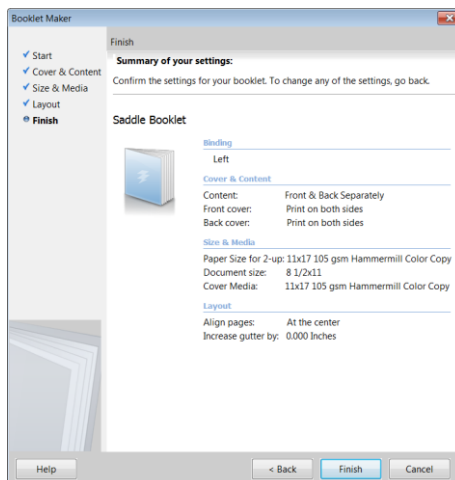 Booklet Maker
Start
Cover & Content
Size & Media
Layout
Finish
Finish
Summary of your settings:
Confirm the settings for your booklet. To change any of the settings, go back.
Saddle Booklet
Binding
Left
Cover & Content
Content: Front & Back Separately
Front cover: Print on both sides
Back cover: Print on both sides
Size & Media
Paper Size for 2-up: 11x17 105 gsm Hammermill Color Copy
Document size: 8 1/2x11
Cover Media: 11x17 105 gsm Hammermill Color Copy
Layout
Align pages: At the center
Increase gutter by: 0.000 Inches
Help < Back Finish Cancel